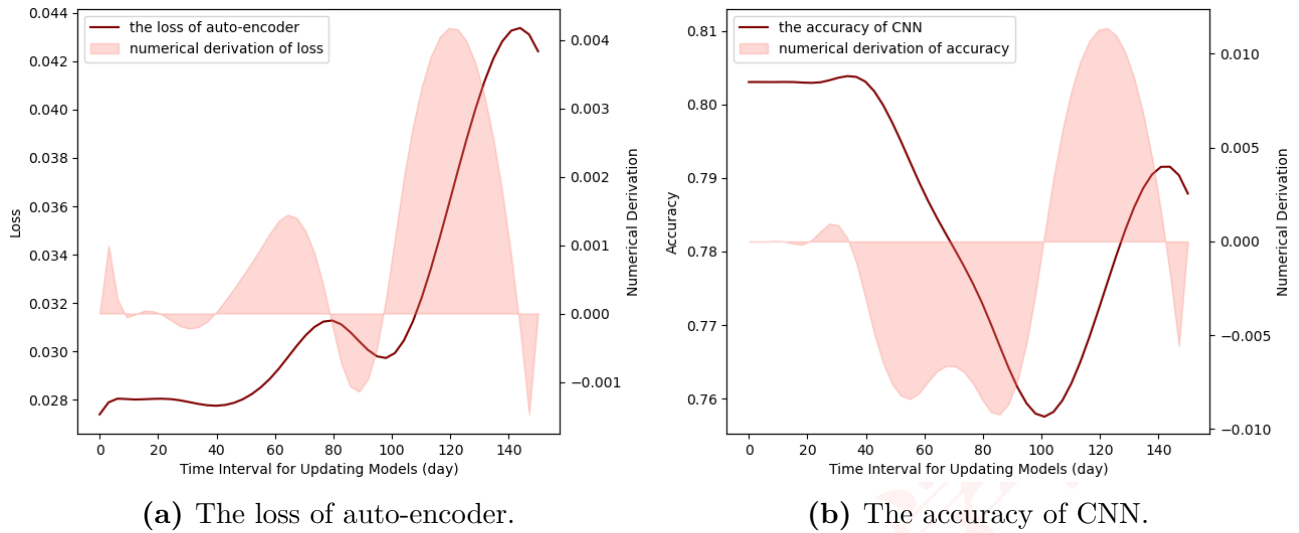 the loss of auto-encoder
numerical derivation of loss
0.044
0.042
0.040
0.038
0.036
0.034
0.032
0.030
0.028
Loss
0.004
0.003
0.002
0.001
0.000
−0.001
Numerical Derivation
0 20 40 60 80 100 120 140
Time Interval for Updating Models (day)
(a) The loss of auto-encoder.
the accuracy of CNN
numerical derivation of accuracy
0.81
0.80
0.79
0.78
0.77
0.76
Accuracy
0.010
0.005
0.000
−0.005
−0.010
Numerical Derivation
0 20 40 60 80 100 120 140
Time Interval for Updating Models (day)
(b) The accuracy of CNN.